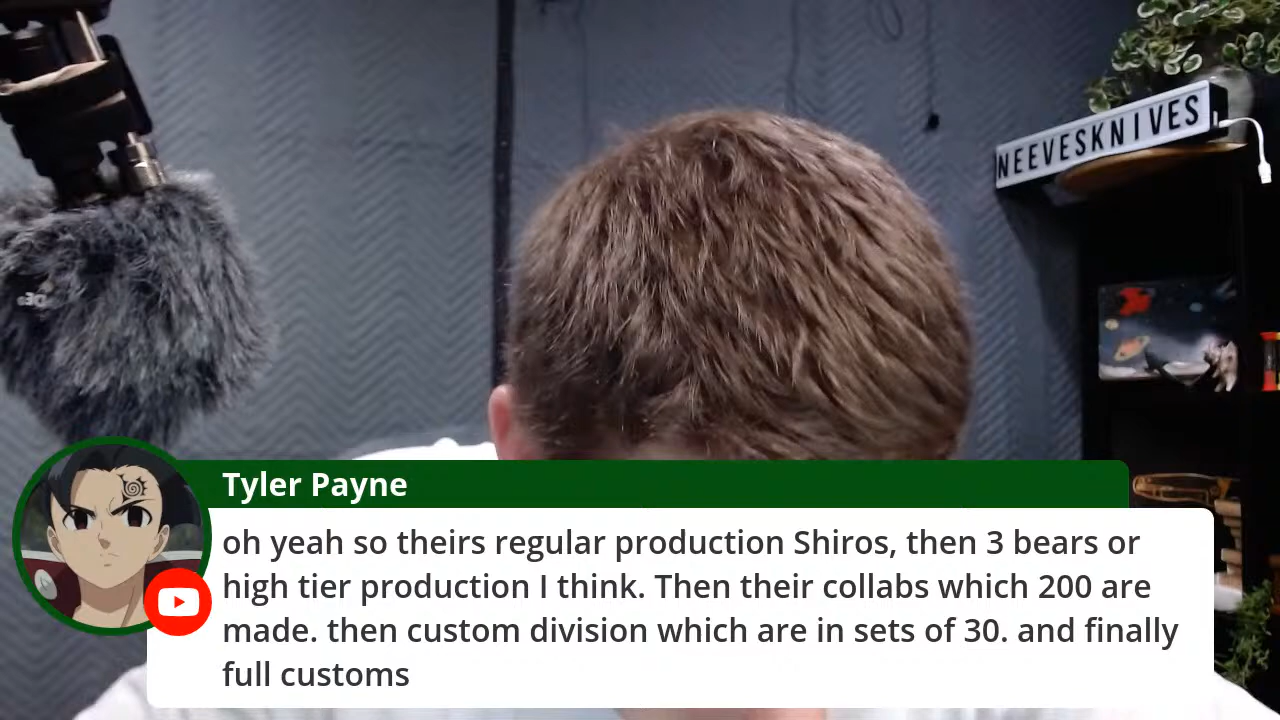 NEEVESKNIVES
Tyler Payne
oh yeah so theirs regular production Shiros, then 3 bears or
high tier production I think. Then their collabs which 200 are
made. then custom division which are in sets of 30. and finally
full customs